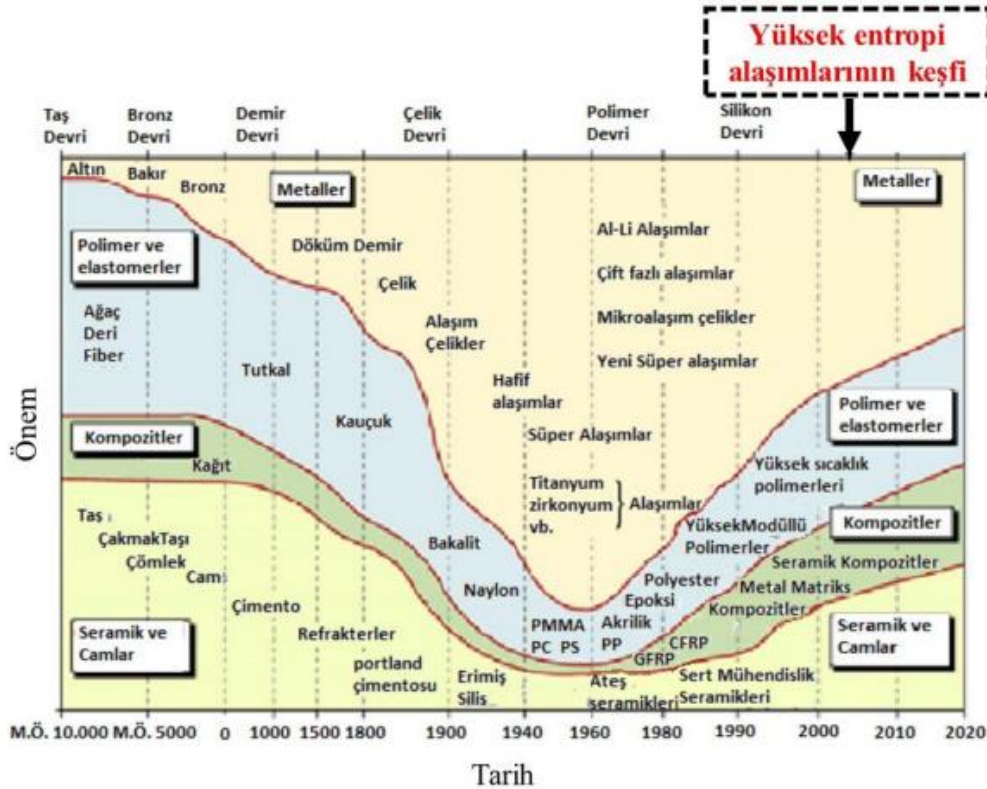 Yüksek entropi
alaşımlarının keşfi
Taş
Devri
Bronz
Devri
Demir
Devri
Çelik
Devri
Polimer
Devri
Silikon
Devri
Altın
Bakır
Bronz
Metaller
Metaller
Döküm Demir
Çelik
Alaşım
Çelikler
Hafif
alaşımlar
Süper Alaşımlar
Titanyum
zirkonyum
vb.
Alaşımlar
Al-Li Alaşımlar
Çift fazlı alaşımlar
Mikroalaşım çelikler
Yeni Süper alaşımlar
Polimer ve
elastomerler
Ağaç
Deri
Fiber
Tutkal
Kauçuk
Bakalit
Naylon
PMMA
PC PS
Akrilik
PP
Epoksi
Polyester
YüksekModüllü
Polimerler
Yüksek sıcaklık
polimerleri
Polimer ve
elastomerler
Kompozitler
Kağıt
GFRP
CFRP
Metal Matriks
Kompozitler
Seramik Kompozitler
Kompozitler
Taş
ÇakmakTaşı
Çömlek
Cam
Çimento
Refrakterler
portland
çimentosu
Erimiş
Silis
Ateş
seramikleri
Sert Mühendislik
Seramikleri
Seramik ve
Camlar
Seramik ve
Camlar
Önem
M.Ö. 10.000 M.Ö. 5000 0 1000 1500 1800 1900 1940 1960 1980 1990 2000 2010 2020
Tarih